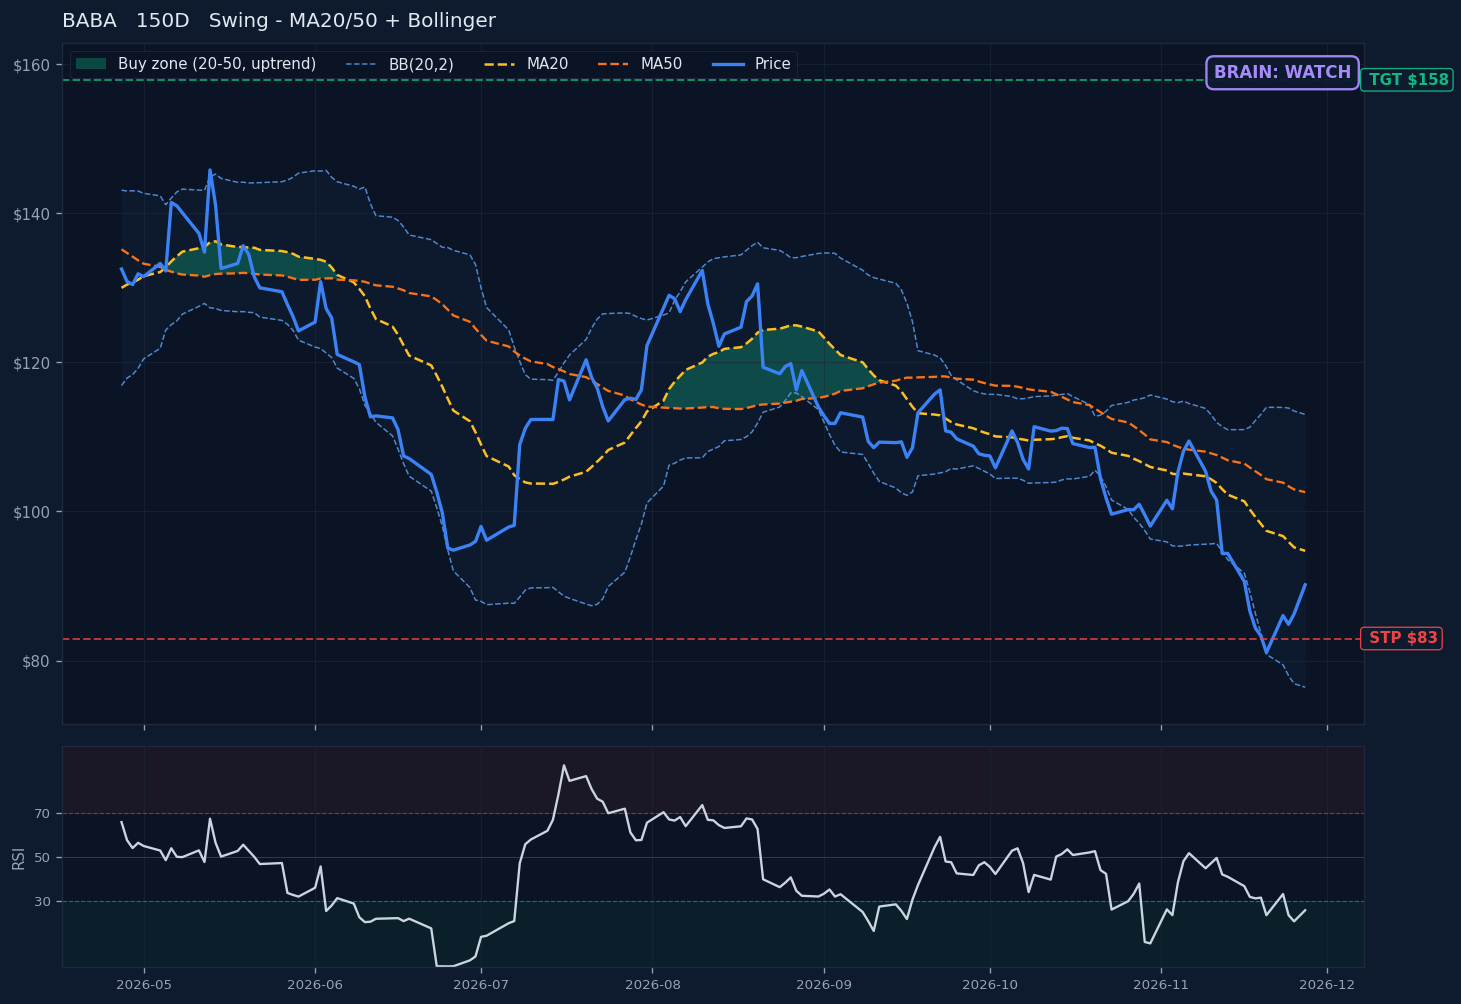 BABA 150D Swing - MA20/50 + Bollinger
Buy zone (20-50, uptrend) BB(20,2) MA20 MA50 Price
BRAIN: WATCH
TGT $158
$160
$140
$120
$100
$80
STP $83
RSI
70
50
30
2026-05 2026-06 2026-07 2026-08 2026-09 2026-10 2026-11 2026-12